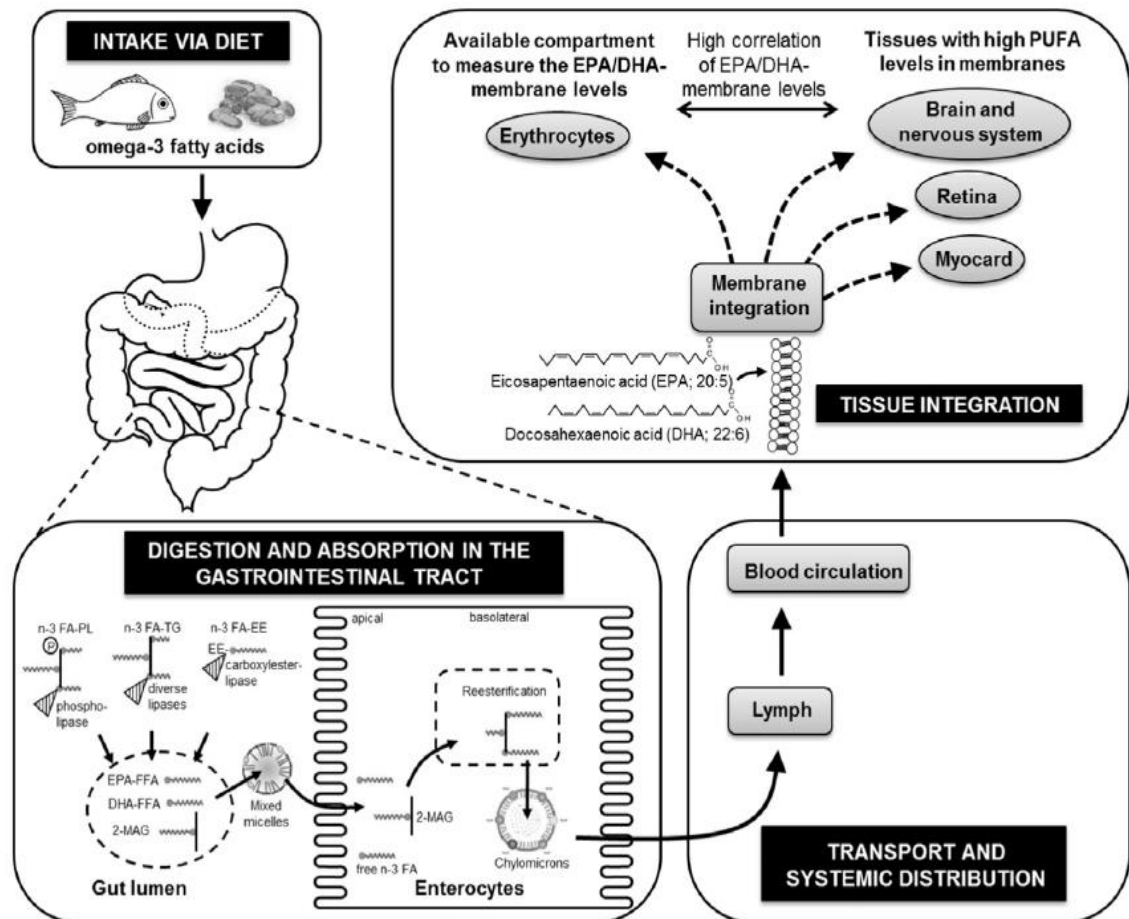 INTAKE VIA DIET
omega-3 fatty acids
Available compartment
to measure the EPA/DHA-
membrane levels
High correlation
of EPA/DHA-
membrane levels
Tissues with high PUFA
levels in membranes
Erythrocytes
Brain and
nervous system
Retina
Myocard
Membrane
integration
O
C
OH
Eicosapentaenoic acid (EPA; 20:5)
O
C
OH
Docosahexaenoic acid (DHA; 22:6)
TISSUE INTEGRATION
DIGESTION AND ABSORPTION IN THE
GASTROINTESTINAL TRACT
n-3 FA-PL
P
phospho-
lipase
n-3 FA-TG
diverse
lipases
n-3 FA-EE
EE-
carboxylester-
lipase
EPA-FFA
DHA-FFA
2-MAG
Gut lumen
Mixed
micelles
apical
basolateral
Reesterification
2-MAG
free n-3 FA
Chylomicrons
Enterocytes
Blood circulation
Lymph
TRANSPORT AND
SYSTEMIC DISTRIBUTION